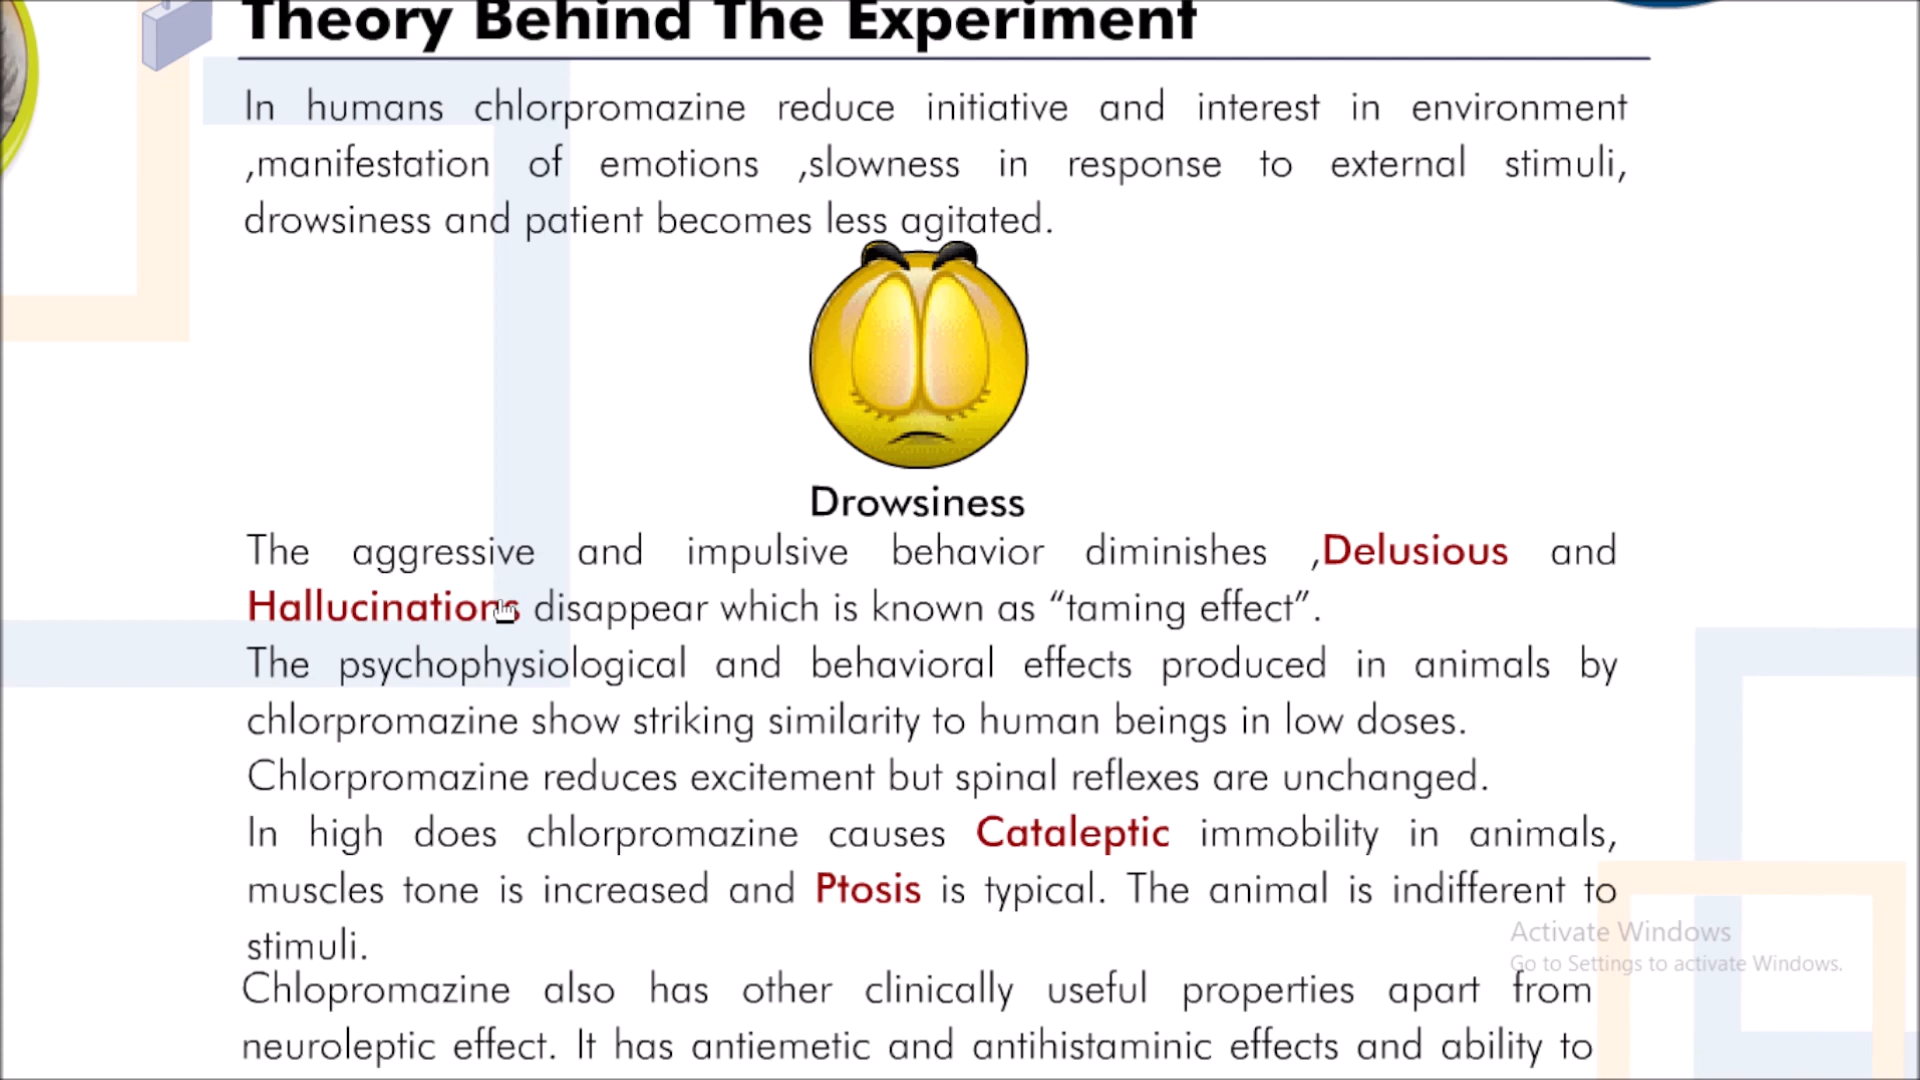 Theory Behind The Experiment
In humans chlorpromazine reduce initiative and interest in environment
,manifestation of emotions ,slowness in response to external stimuli,
drowsiness and patient becomes less agitated.
Drowsiness
The aggressive and impulsive behavior diminishes ,Delusious and
Hallucinations disappear which is known as “taming effect”.
The psychophysiological and behavioral effects produced in animals by
chlorpromazine show striking similarity to human beings in low doses.
Chlorpromazine reduces excitement but spinal reflexes are unchanged.
In high does chlorpromazine causes Cataleptic immobility in animals,
muscles tone is increased and Ptosis is typical. The animal is indifferent to
stimuli.
Activate Windows
Go to Settings to activate Windows.
Chlopromazine also has other clinically useful properties apart from
neuroleptic effect. It has antiemetic and antihistaminic effects and ability to